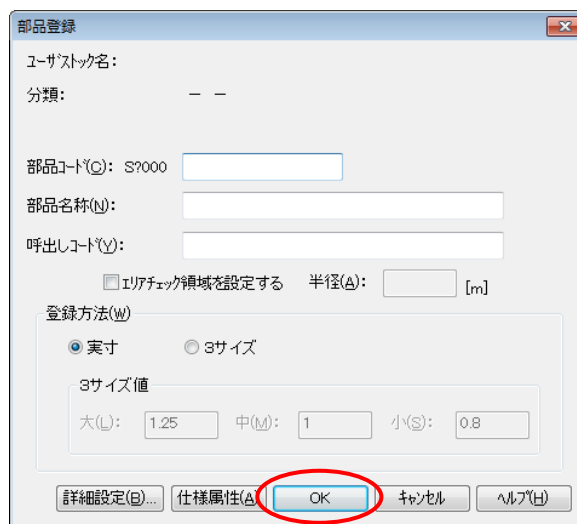 部品登録
ﾕｰｻﾞｽﾄｯｸ名:
分類: － －
部品ｺｰﾄﾞ(C): S?000
部品名称(N):
呼出しｺｰﾄﾞ(Y):
ｴﾘｱﾁｪｯｸ領域を設定する 半径(A): [m]
登録方法(W)
実寸 3サイズ
3サイズ値
大(L): 1.25 中(M): 1 小(S): 0.8
詳細設定(B)... 仕様属性(A) OK ｷｬﾝｾﾙ ﾍﾙﾌﾟ(H)